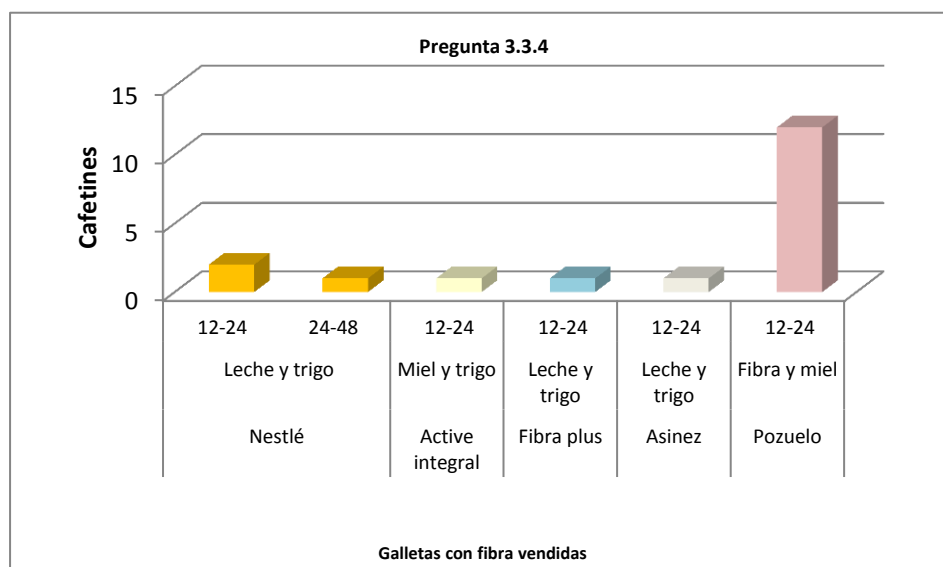 Pregunta 3.3.4
15
10
5
0
Cafetines
12-24 24-48 12-24 12-24 12-24 12-24
Leche y trigo Miel y trigo Leche y Leche y Fibra y miel
trigo trigo
Nestlé Active Fibra plus Asinez Pozuelo
integral
Galletas con fibra vendidas